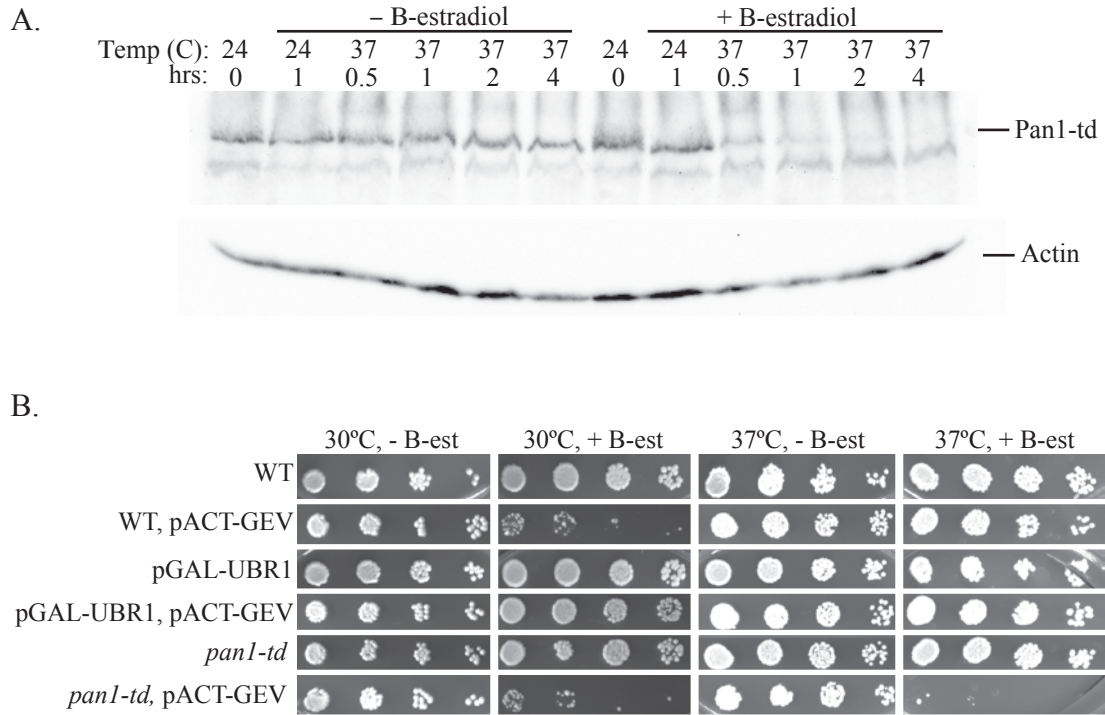 A.
– B-estradiol + B-estradiol
Temp (C): 24 24 37 37 37 37 24 24 37 37 37 37
hrs: 0 1 0.5 1 2 4 0 1 0.5 1 2 4
Pan1-td
Actin
B.
30ºC, - B-est 30ºC, + B-est 37ºC, - B-est 37ºC, + B-est
WT
WT, pACT-GEV
pGAL-UBR1
pGAL-UBR1, pACT-GEV
pan1-td
pan1-td, pACT-GEV